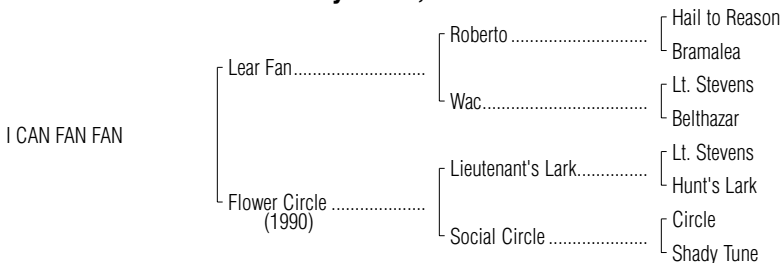 Hail to Reason
Roberto
Bramalea
Lear Fan
Lt. Stevens
Wac
Belthazar
I CAN FAN FAN
Lt. Stevens
Lieutenant's Lark
Hunt's Lark
Flower Circle
(1990)
Circle
Social Circle
Shady Tune